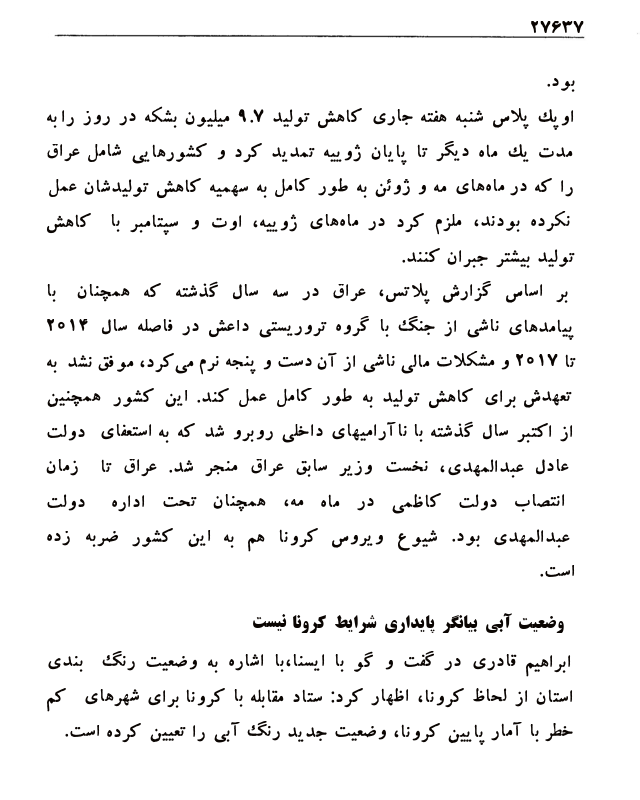 ۲۷۶۳۷
بود.
اوپک پلاس شنبه هفته جاری کاهش تولید ۹.۷ میلیون بشکه در روز را به
مدت یک ماه دیگر تا پایان ژوییه تمدید کرد و کشورهایی شامل عراق
را که در ماه‌های مه و ژوئن به طور کامل به سهمیه کاهش تولیدشان عمل
نکرده بودند، ملزم کرد در ماه‌های ژوییه، اوت و سپتامبر با کاهش
تولید بیشتر جبران کنند.
بر اساس گزارش پلاتس، عراق در سه سال گذشته که همچنان با
پیامدهای ناشی از جنگ با گروه تروریستی داعش در فاصله سال ۲۰۱۴
تا ۲۰۱۷ و مشکلات مالی ناشی از آن دست و پنجه نرم می‌کرد، موفق نشد به
تعهدش برای کاهش تولید به طور کامل عمل کند. این کشور همچنین
از اکتبر سال گذشته با ناآرامیهای داخلی روبرو شد که به استعفای دولت
عادل عبدالمهدی، نخست وزیر سابق عراق منجر شد. عراق تا زمان
انتصاب دولت کاظمی در ماه مه، همچنان تحت اداره دولت
عبدالمهدی بود. شیوع ویروس کرونا هم به این کشور ضربه زده
است.
وضعیت آبی بیانگر پایداری شرایط کرونا نیست
ابراهیم قادری در گفت و گو با ایسنا،با اشاره به وضعیت رنگ بندی
استان از لحاظ کرونا، اظهار کرد: ستاد مقابله با کرونا برای شهرهای کم
خطر با آمار پایین کرونا، وضعیت جدید رنگ آبی را تعیین کرده است.